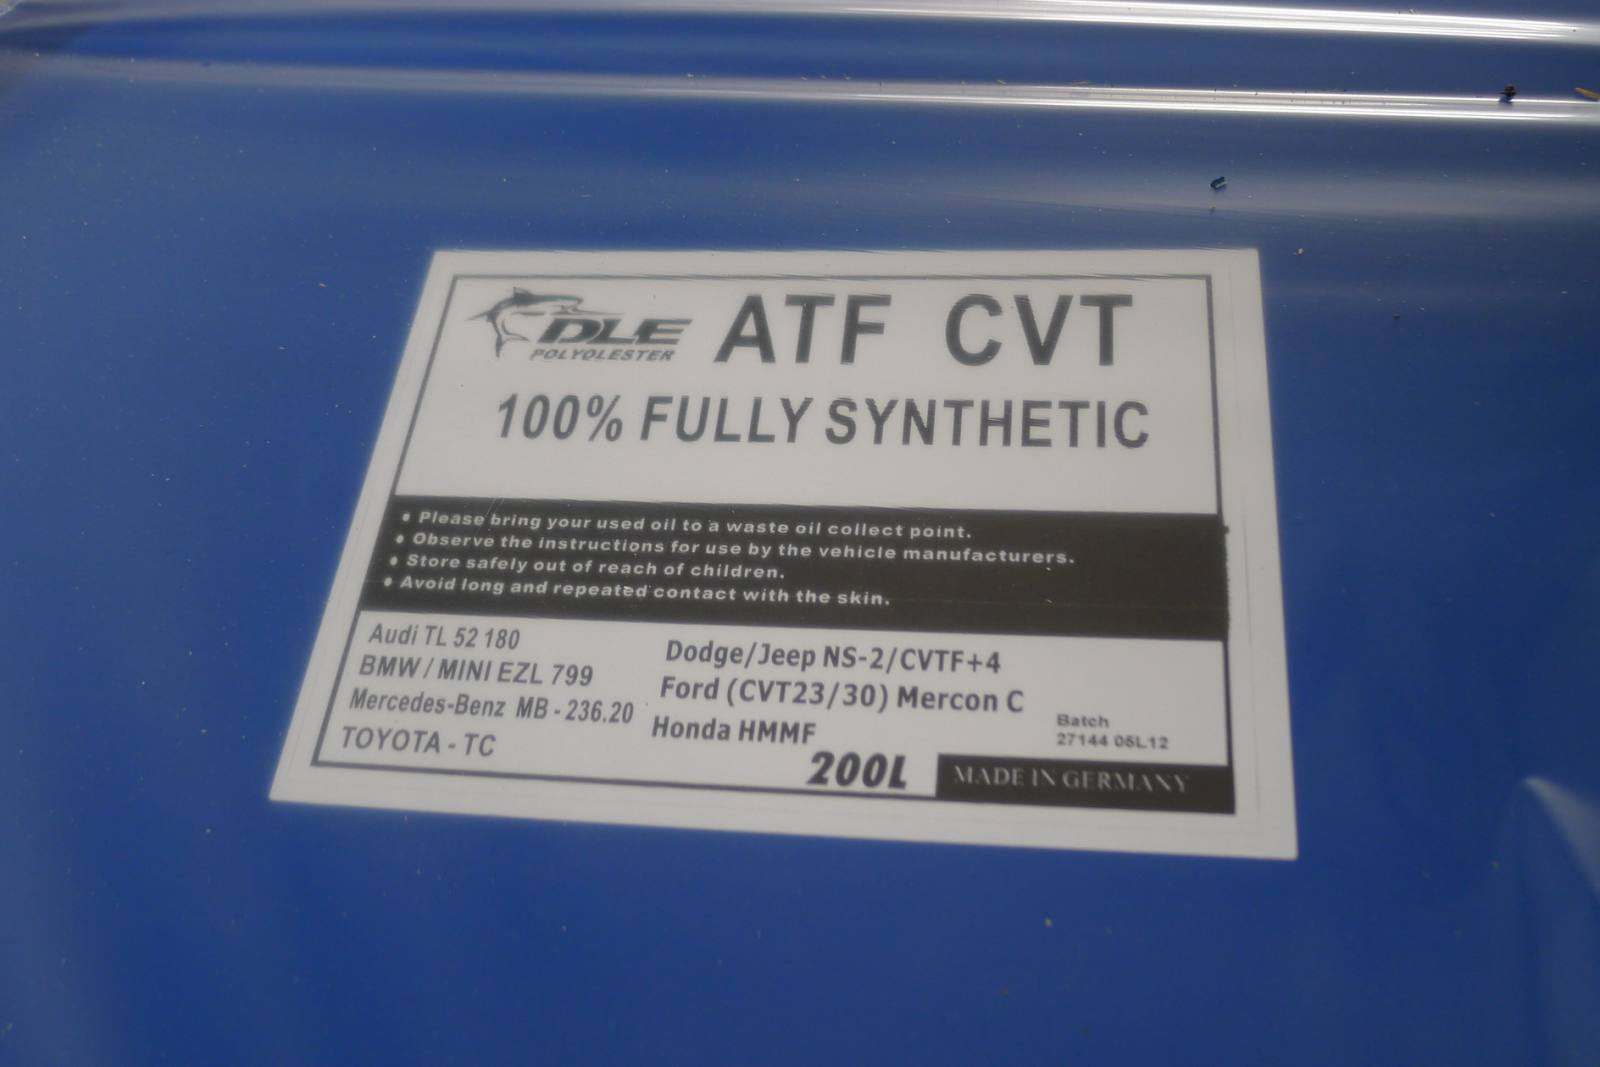 DLE
POLYOLESTER
ATF CVT
100% FULLY SYNTHETIC
• Please bring your used oil to a waste oil collect point.
• Observe the instructions for use by the vehicle manufacturers.
• Store safely out of reach of children.
• Avoid long and repeated contact with the skin.
Audi TL 52 180
BMW / MINI EZL 799
Mercedes-Benz MB - 236.20
TOYOTA - TC
Dodge/Jeep NS-2/CVTF+4
Ford (CVT23/30) Mercon C
Honda HMMF
200L
Batch
27144 05L12
MADE IN GERMANY